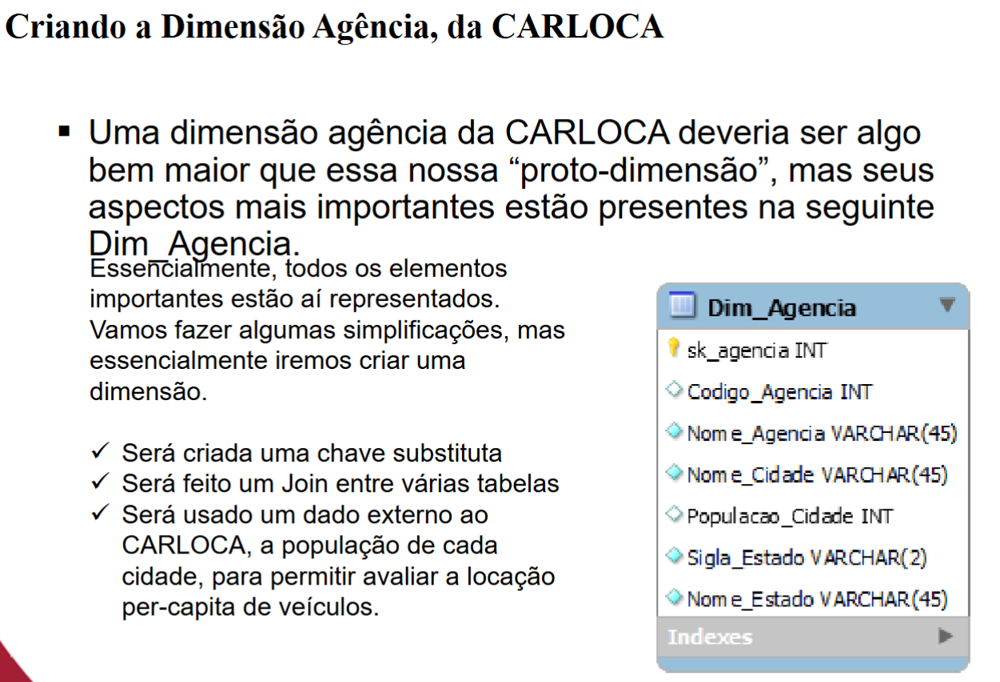 Criando a Dimensão Agência, da CARLOCA
▪ Uma dimensão agência da CARLOCA deveria ser algo
bem maior que essa nossa “proto-dimensão”, mas seus
aspectos mais importantes estão presentes na seguinte
Dim_Agencia.
Essencialmente, todos os elementos
importantes estão aí representados.
Vamos fazer algumas simplificações, mas
essencialmente iremos criar uma
dimensão.
✓ Será criada uma chave substituta
✓ Será feito um Join entre várias tabelas
✓ Será usado um dado externo ao
CARLOCA, a população de cada
cidade, para permitir avaliar a locação
per-capita de veículos.
Dim_Agencia
sk_agencia INT
Codigo_Agencia INT
Nome_Agencia VARCHAR(45)
Nome_Cidade VARCHAR(45)
Populacao_Cidade INT
Sigla_Estado VARCHAR(2)
Nome_Estado VARCHAR(45)
Indexes